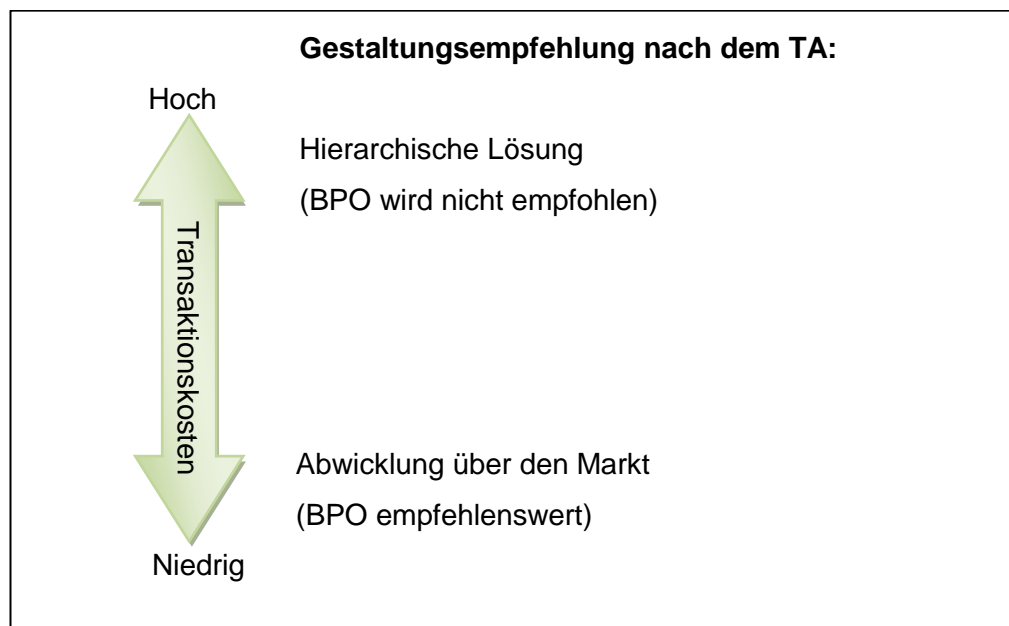 Gestaltungsempfehlung nach dem TA:
Hoch
Hierarchische Lösung
(BPO wird nicht empfohlen)
Transaktionskosten
Abwicklung über den Markt
(BPO empfehlenswert)
Niedrig